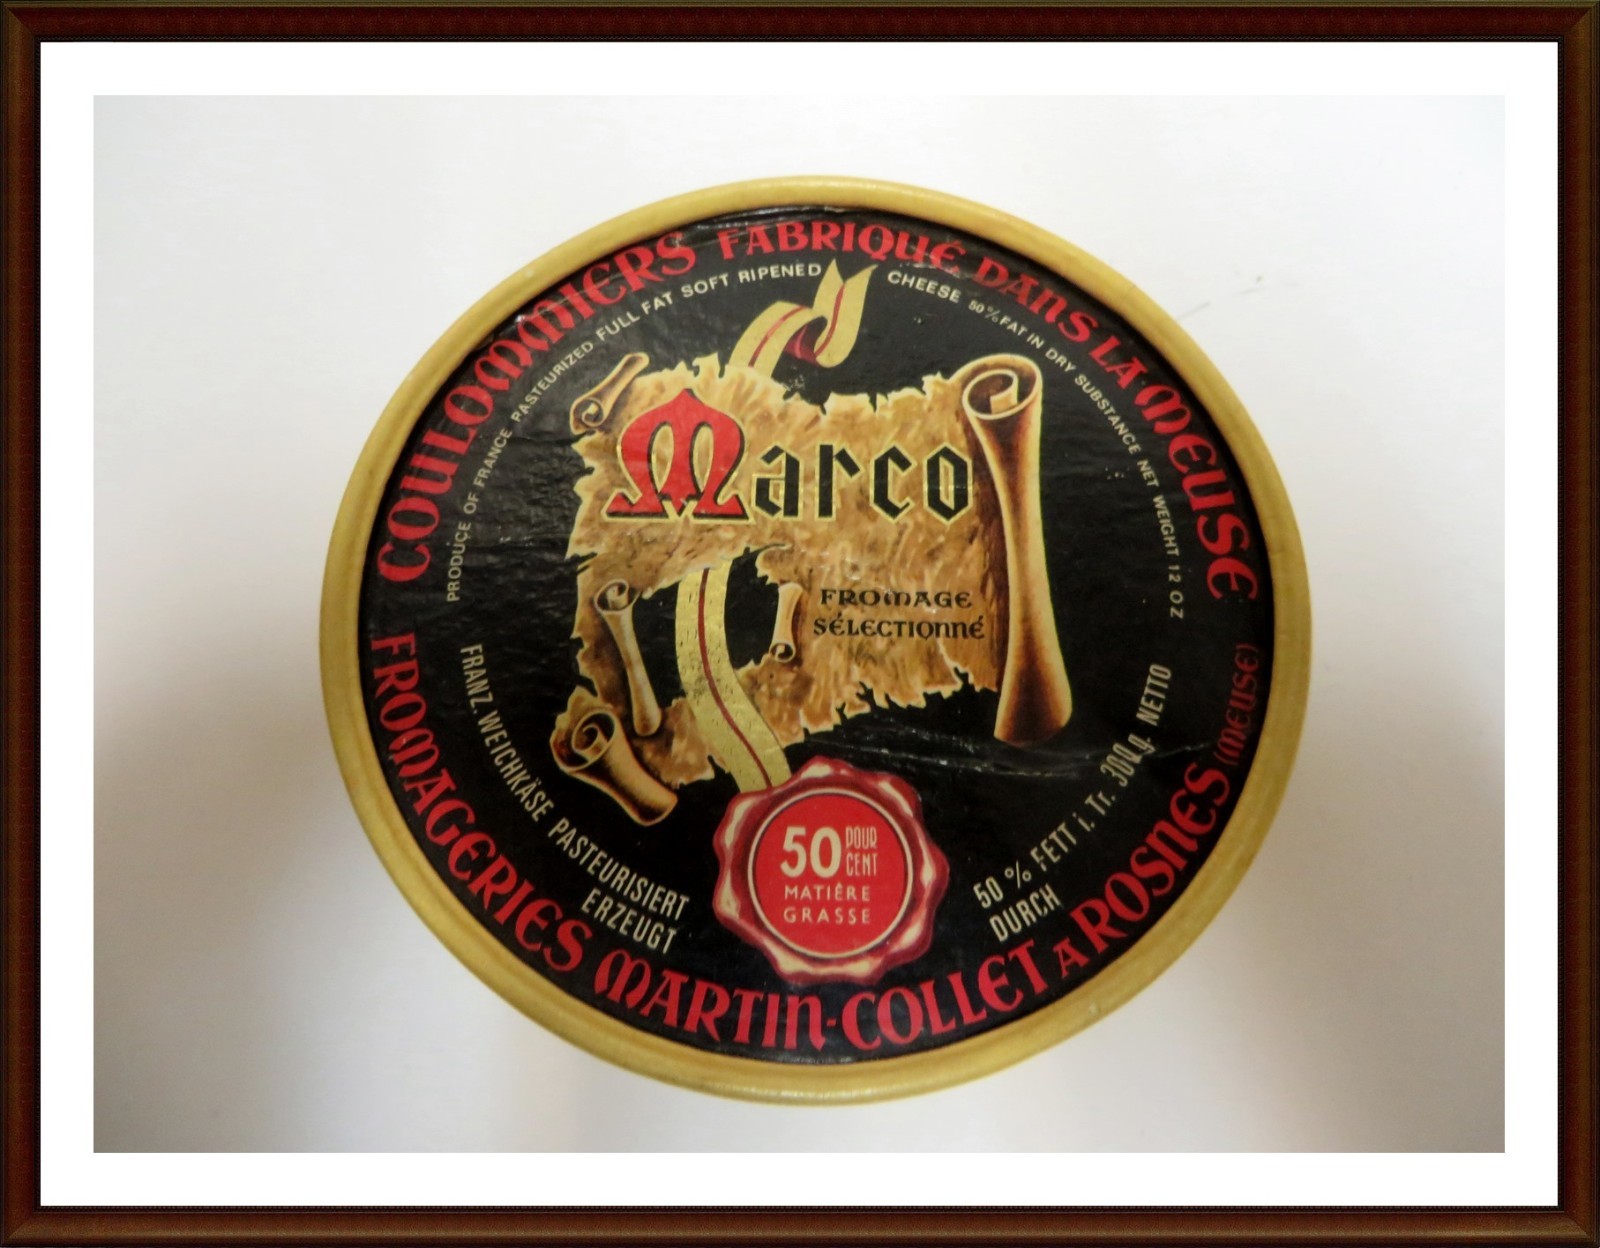 COULOMMIERS FABRIQUÉ DANS LA MEUSE
PRODUCE OF FRANCE PASTEURIZED FULL FAT SOFT RIPENED CHEESE 50% FAT IN DRY SUBSTANCE NET WEIGHT 12 OZ
Marco
FROMAGE
SÉLECTIONNÉ
50 POUR CENT
MATIÈRE
GRASSE
FRANZ. WEICHKÄSE PASTEURISIERT
ERZEUGT
50 % FETT i. Tr. 300g NETTO
DURCH
FROMAGERIES MARTIN-COLLET A ROSNES (MEUSE)